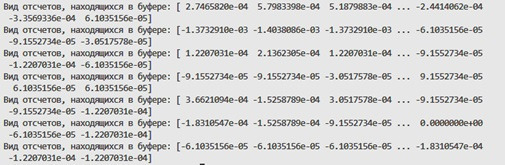 Вид отсчетов, находящихся в буфере: [ 2.7465820e-04  5.7983398e-04  5.1879883e-04 ... -2.4414062e-04
 -3.3569336e-04  6.1035156e-05]
Вид отсчетов, находящихся в буфере: [-1.3732910e-03 -1.4038086e-03 -1.3732910e-03 ... -6.1035156e-05
 -9.1552734e-05 -3.0517578e-05]
Вид отсчетов, находящихся в буфере: [ 1.2207031e-04  2.1362305e-04  1.2207031e-04 ... -9.1552734e-05
 -1.2207031e-04 -6.1035156e-05]
Вид отсчетов, находящихся в буфере: [-9.1552734e-05 -9.1552734e-05 -3.0517578e-05 ...  9.1552734e-05
  6.1035156e-05  6.1035156e-05]
Вид отсчетов, находящихся в буфере: [ 3.6621094e-04 -1.5258789e-04  3.0517578e-04 ... -9.1552734e-05
 -9.1552734e-05 -1.2207031e-04]
Вид отсчетов, находящихся в буфере: [-1.8310547e-04 -1.5258789e-04 -9.1552734e-05 ...  0.0000000e+00
 -6.1035156e-05 -1.2207031e-04]
Вид отсчетов, находящихся в буфере: [-6.1035156e-05 -6.1035156e-05 -6.1035156e-05 ... -1.8310547e-04
 -1.2207031e-04 -1.2207031e-04]